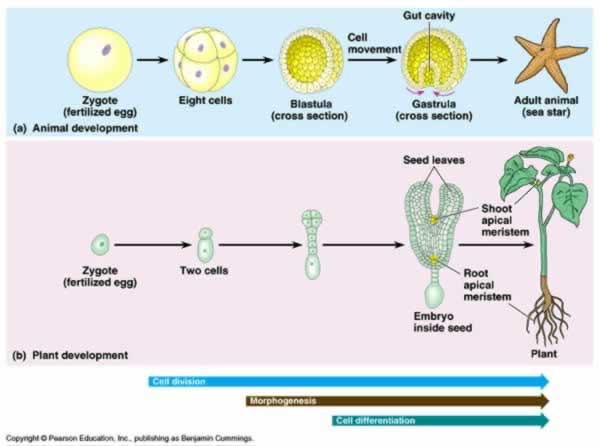 Gut cavity
Cell
movement
Zygote
(fertilized egg)
Eight cells
Blastula
(cross section)
Gastrula
(cross section)
Adult animal
(sea star)
(a) Animal development
Seed leaves
Shoot
apical
meristem
Root
apical
meristem
Zygote
(fertilized egg)
Two cells
Embryo
inside seed
Plant
(b) Plant development
Cell division
Morphogenesis
Cell differentiation
Copyright © Pearson Education, Inc., publishing as Benjamin Cummings.